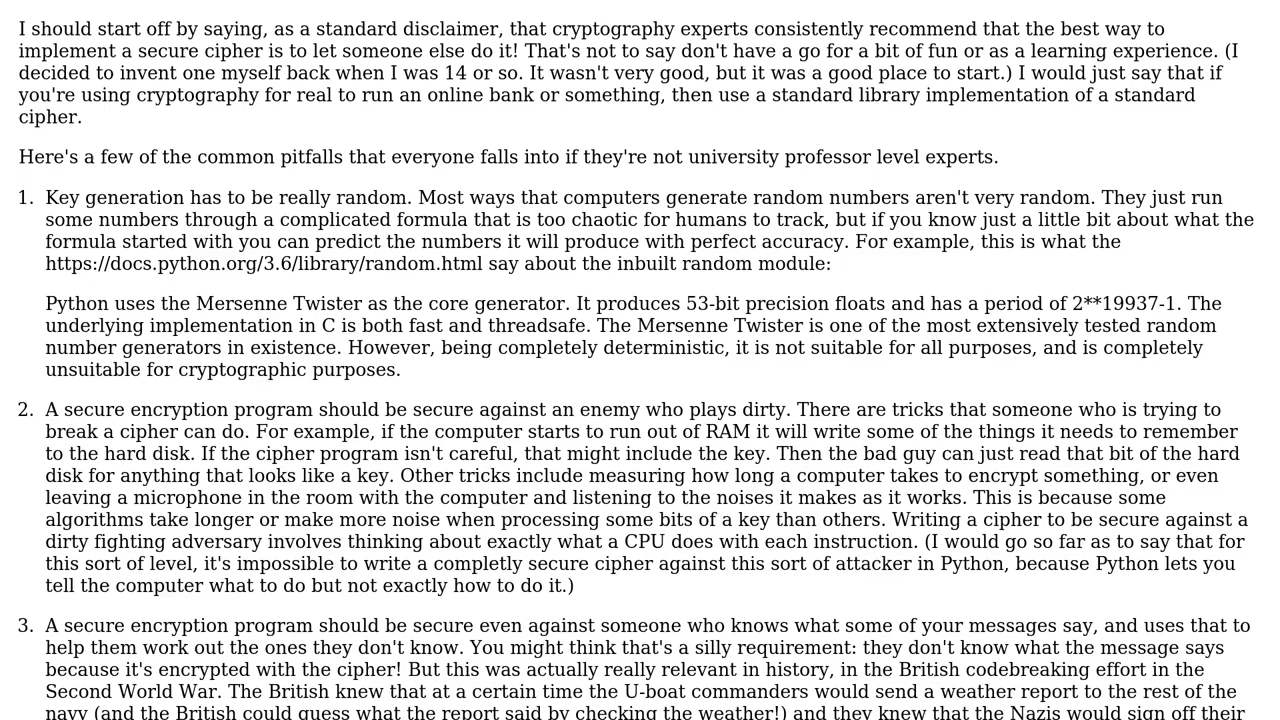 I should start off by saying, as a standard disclaimer, that cryptography experts consistently recommend that the best way to
implement a secure cipher is to let someone else do it! That's not to say don't have a go for a bit of fun or as a learning experience. (I
decided to invent one myself back when I was 14 or so. It wasn't very good, but it was a good place to start.) I would just say that if
you're using cryptography for real to run an online bank or something, then use a standard library implementation of a standard
cipher.
Here's a few of the common pitfalls that everyone falls into if they're not university professor level experts.
1. Key generation has to be really random. Most ways that computers generate random numbers aren't very random. They just run
some numbers through a complicated formula that is too chaotic for humans to track, but if you know just a little bit about what the
formula started with you can predict the numbers it will produce with perfect accuracy. For example, this is what the
https://docs.python.org/3.6/library/random.html say about the inbuilt random module:
Python uses the Mersenne Twister as the core generator. It produces 53-bit precision floats and has a period of 2**19937-1. The
underlying implementation in C is both fast and threadsafe. The Mersenne Twister is one of the most extensively tested random
number generators in existence. However, being completely deterministic, it is not suitable for all purposes, and is completely
unsuitable for cryptographic purposes.
2. A secure encryption program should be secure against an enemy who plays dirty. There are tricks that someone who is trying to
break a cipher can do. For example, if the computer starts to run out of RAM it will write some of the things it needs to remember
to the hard disk. If the cipher program isn't careful, that might include the key. Then the bad guy can just read that bit of the hard
disk for anything that looks like a key. Other tricks include measuring how long a computer takes to encrypt something, or even
leaving a microphone in the room with the computer and listening to the noises it makes as it works. This is because some
algorithms take longer or make more noise when processing some bits of a key than others. Writing a cipher to be secure against a
dirty fighting adversary involves thinking about exactly what a CPU does with each instruction. (I would go so far as to say that for
this sort of level, it's impossible to write a completly secure cipher against this sort of attacker in Python, because Python lets you
tell the computer what to do but not exactly how to do it.)
3. A secure encryption program should be secure even against someone who knows what some of your messages say, and uses that to
help them work out the ones they don't know. You might think that's a silly requirement: they don't know what the message says
because it's encrypted with the cipher! But this was actually really relevant in history, in the British codebreaking effort in the
Second World War. The British knew that at a certain time the U-boat commanders would send a weather report to the rest of the
navy (and the British could guess what the report said by checking the weather!) and they knew that the Nazis would sign off their